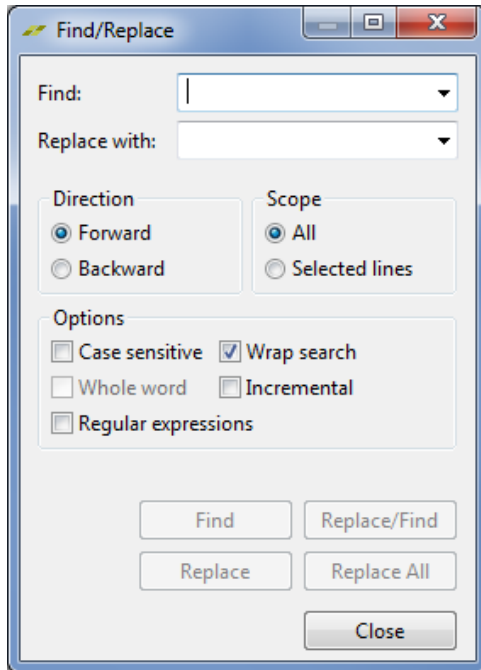 Find/Replace
Find:
Replace with:
Direction
Scope
Forward
All
Backward
Selected lines
Options
Case sensitive Wrap search
Whole word Incremental
Regular expressions
Find Replace/Find
Replace Replace All
Close